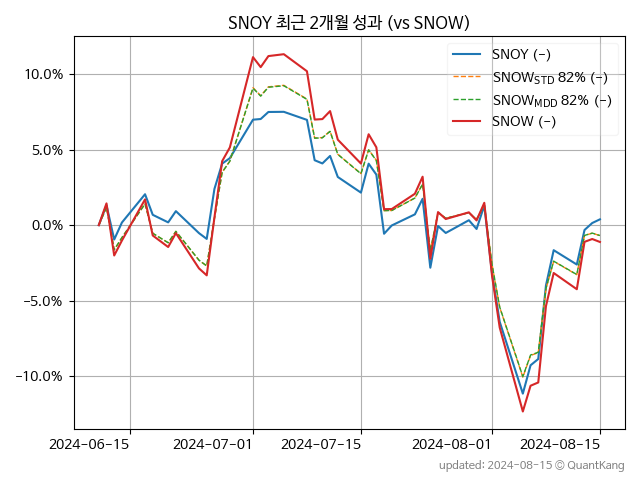 SNOY 최근 2개월 성과 (vs SNOW)
SNOY (-)
SNOW_STD 82% (-)
SNOW_MDD 82% (-)
SNOW (-)
10.0%
5.0%
0.0%
−5.0%
−10.0%
2024-06-15
2024-07-01
2024-07-15
2024-08-01
2024-08-15
updated: 2024-08-15 © QuantKang